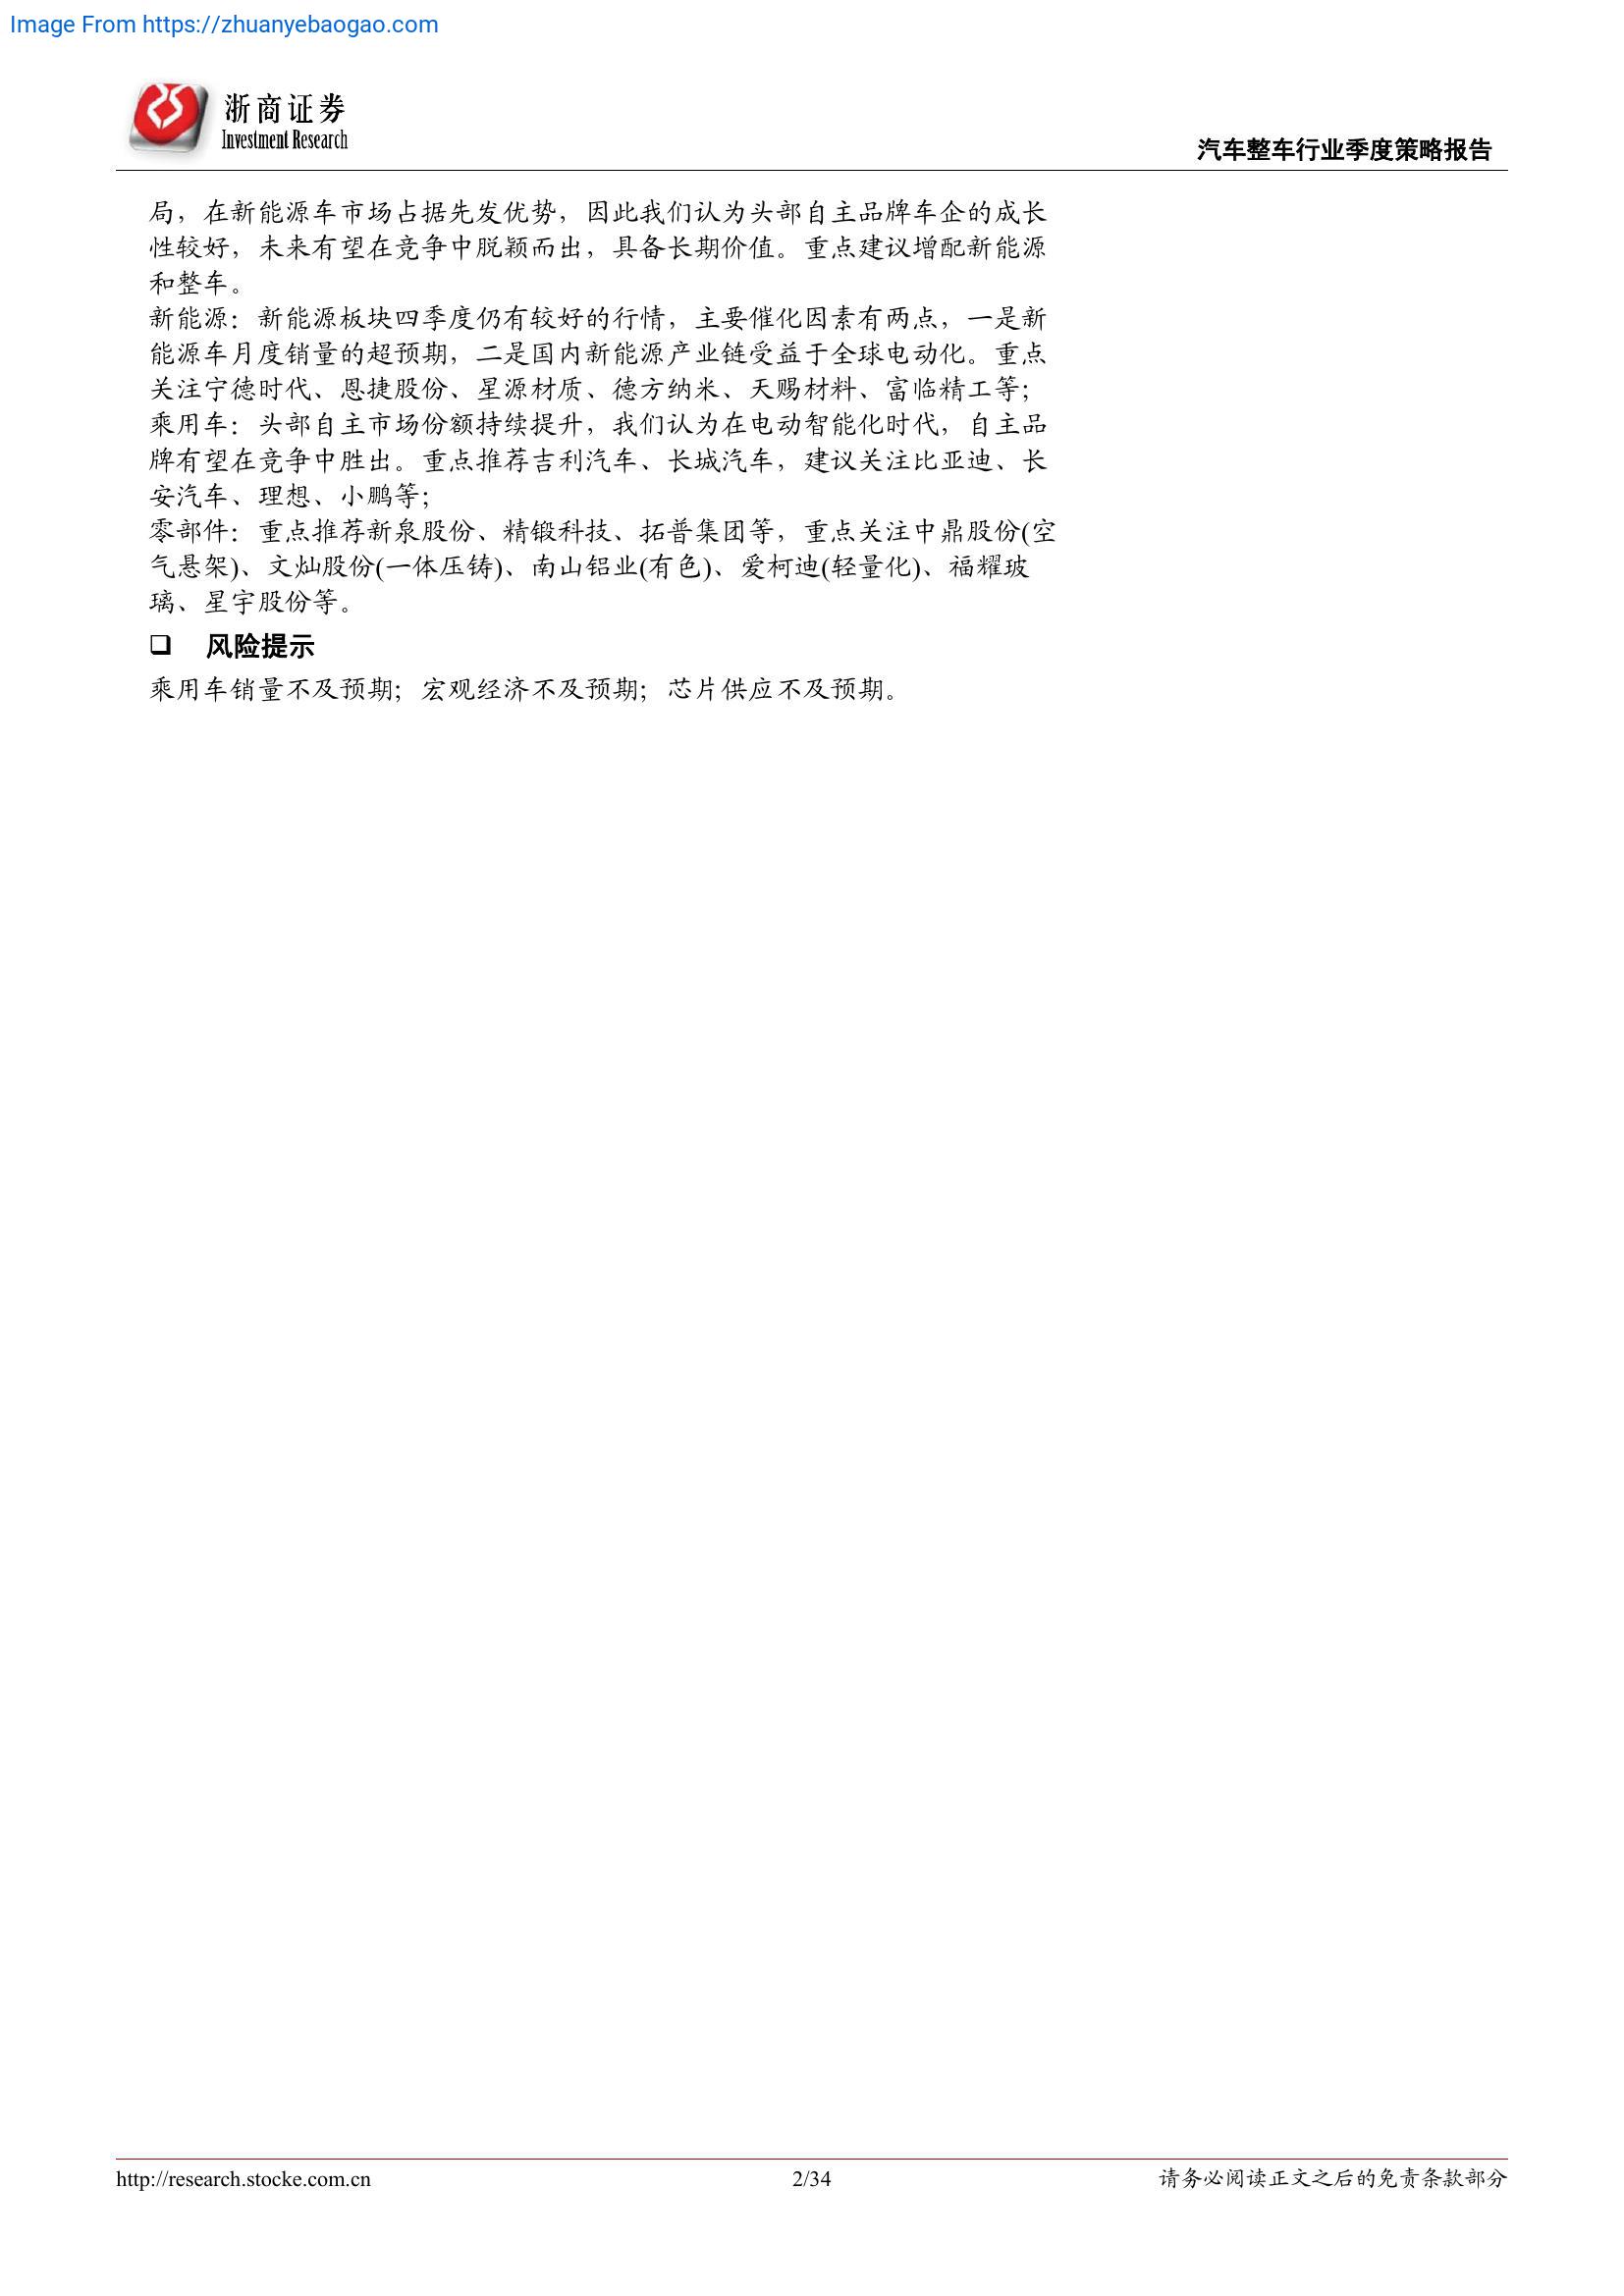 Image From https://zhuanyebaogao.com
浙商证券
Investment Research
汽车整车行业季度策略报告
局，在新能源车市场占据先发优势，因此我们认为头部自主品牌车企的成长
性较好，未来有望在竞争中脱颖而出，具备长期价值。重点建议增配新能源
和整车。
新能源：新能源板块四季度仍有较好的行情，主要催化因素有两点，一是新
能源车月度销量的超预期，二是国内新能源产业链受益于全球电动化。重点
关注宁德时代、恩捷股份、星源材质、德方纳米、天赐材料、富临精工等；
乘用车：头部自主市场份额持续提升，我们认为在电动智能化时代，自主品
牌有望在竞争中胜出。重点推荐吉利汽车、长城汽车，建议关注比亚迪、长
安汽车、理想、小鹏等；
零部件：重点推荐新泉股份、精锻科技、拓普集团等，重点关注中鼎股份(空
气悬架)、文灿股份(一体压铸)、南山铝业(有色)、爱柯迪(轻量化)、福耀玻
璃、星宇股份等。
❑ 风险提示
乘用车销量不及预期；宏观经济不及预期；芯片供应不及预期。
http://research.stocke.com.cn
2/34
请务必阅读正文之后的免责条款部分